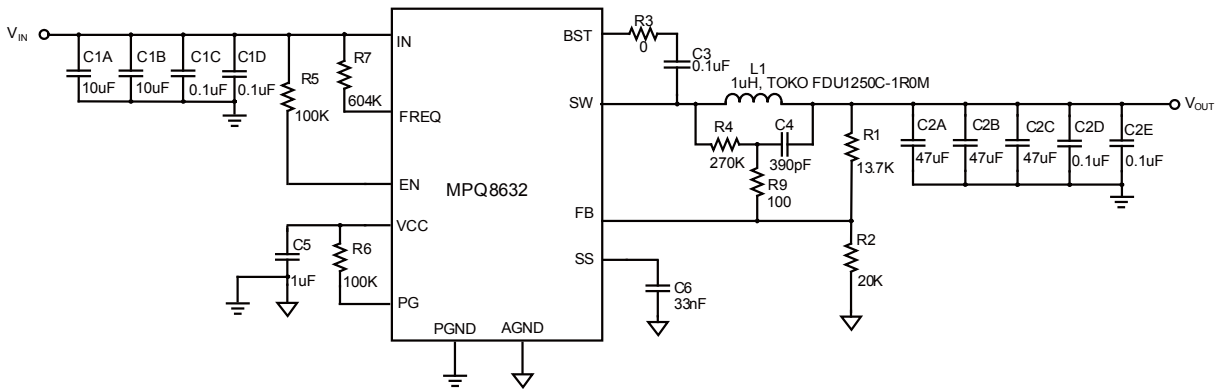 V_IN
C1A
10uF
C1B
10uF
C1C
0.1uF
C1D
0.1uF
R5
100K
R7
604K
IN
FREQ
EN
VCC
PG
C5
1uF
R6
100K
MPQ8632
PGND
AGND
BST
SW
FB
SS
R3
0
C3
0.1uF
L1
1uH, TOKO FDU1250C-1R0M
R4
270K
C4
390pF
R9
100
R1
13.7K
R2
20K
C6
33nF
C2A
47uF
C2B
47uF
C2C
47uF
C2D
0.1uF
C2E
0.1uF
V_OUT